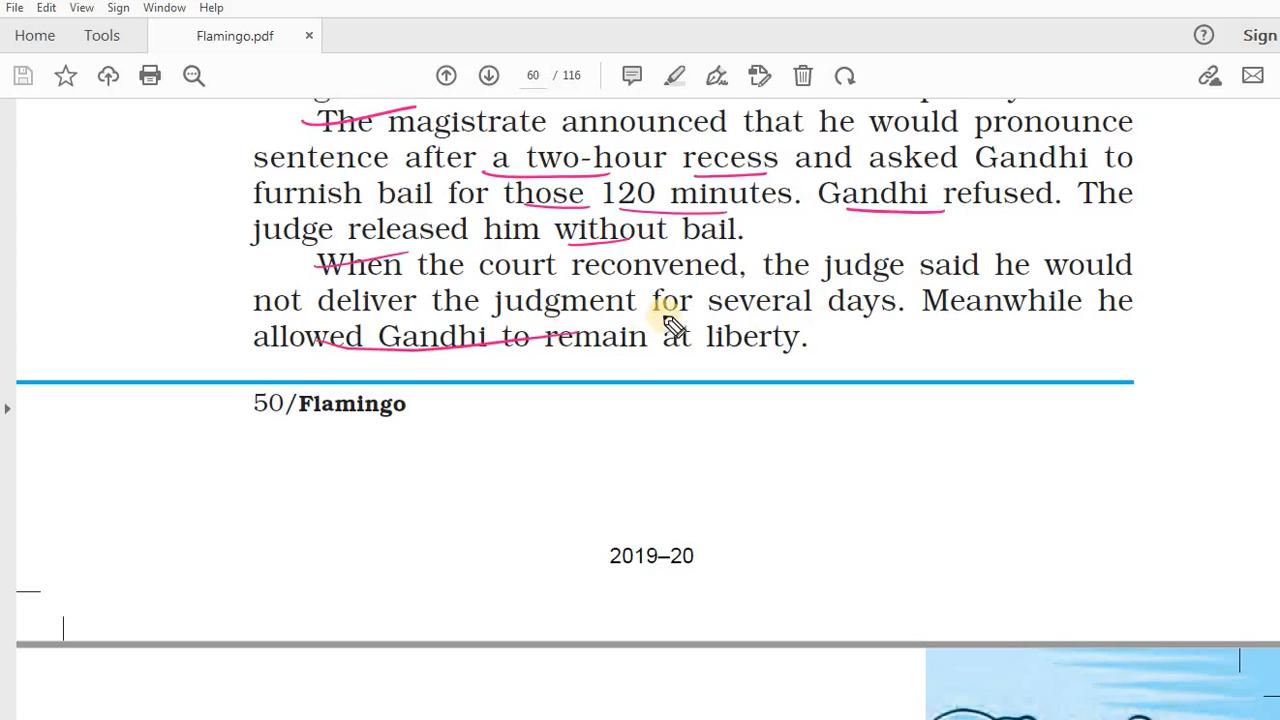 File Edit View Sign Window Help
Home Tools Flamingo.pdf × ? Sign
60 / 116
The magistrate announced that he would pronounce
sentence after a two-hour recess and asked Gandhi to
furnish bail for those 120 minutes. Gandhi refused. The
judge released him without bail.
When the court reconvened, the judge said he would
not deliver the judgment for several days. Meanwhile he
allowed Gandhi to remain at liberty.
50/Flamingo
2019–20